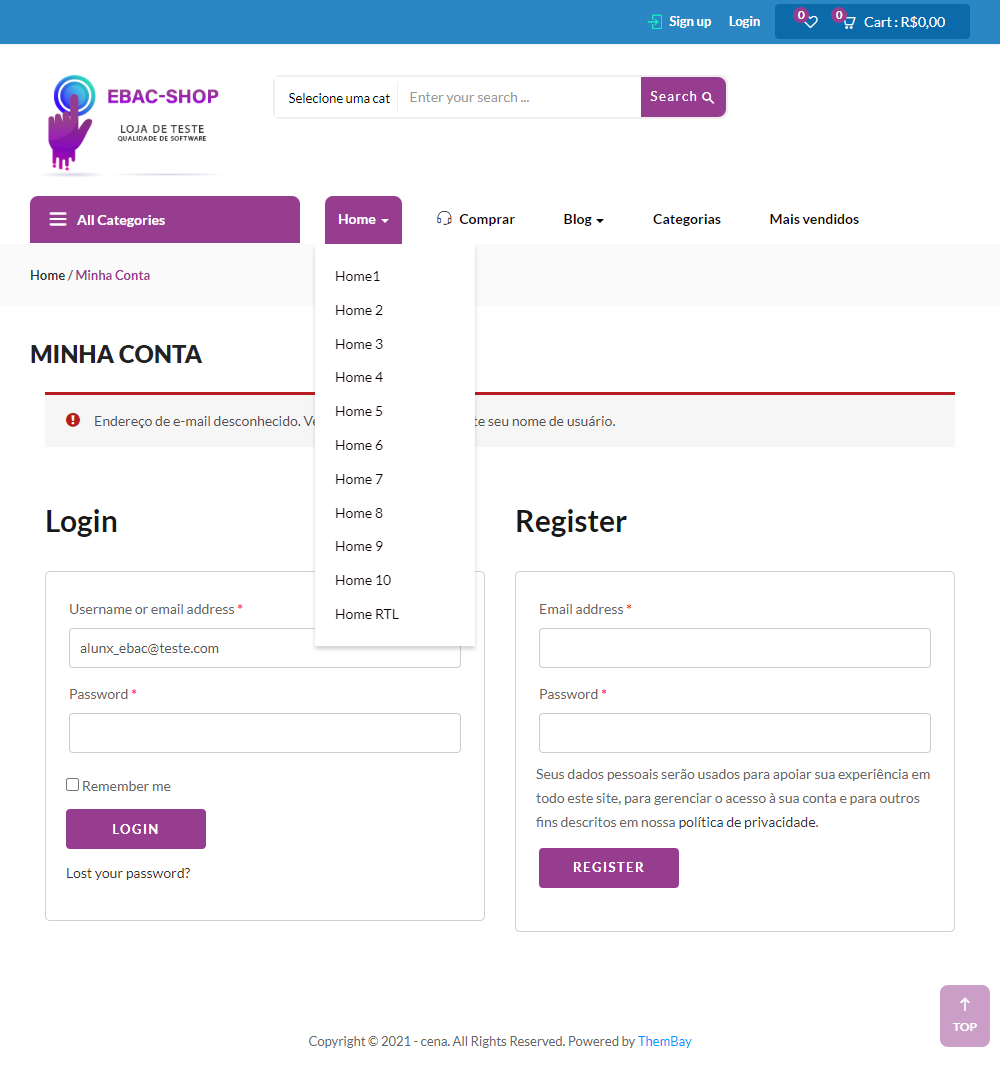 Sign up Login 0 0 Cart : R$0,00
EBAC-SHOP
LOJA DE TESTE
QUALIDADE DE SOFTWARE
Selecione uma cat Enter your search ... Search
All Categories Home Comprar Blog Categorias Mais vendidos
Home / Minha Conta
Home1
Home 2
Home 3
Home 4
Home 5
Home 6
Home 7
Home 8
Home 9
Home 10
Home RTL
MINHA CONTA
Endereço de e-mail desconhecido. seu nome de usuário.
Login
Username or email address *
alunx_ebac@teste.com
Password *
Remember me
LOGIN
Lost your password?
Register
Email address *
Password *
Seus dados pessoais serão usados para apoiar sua experiência em
todo este site, para gerenciar o acesso à sua conta e para outros
fins descritos em nossa política de privacidade.
REGISTER
TOP
Copyright © 2021 - cena. All Rights Reserved. Powered by ThemBay